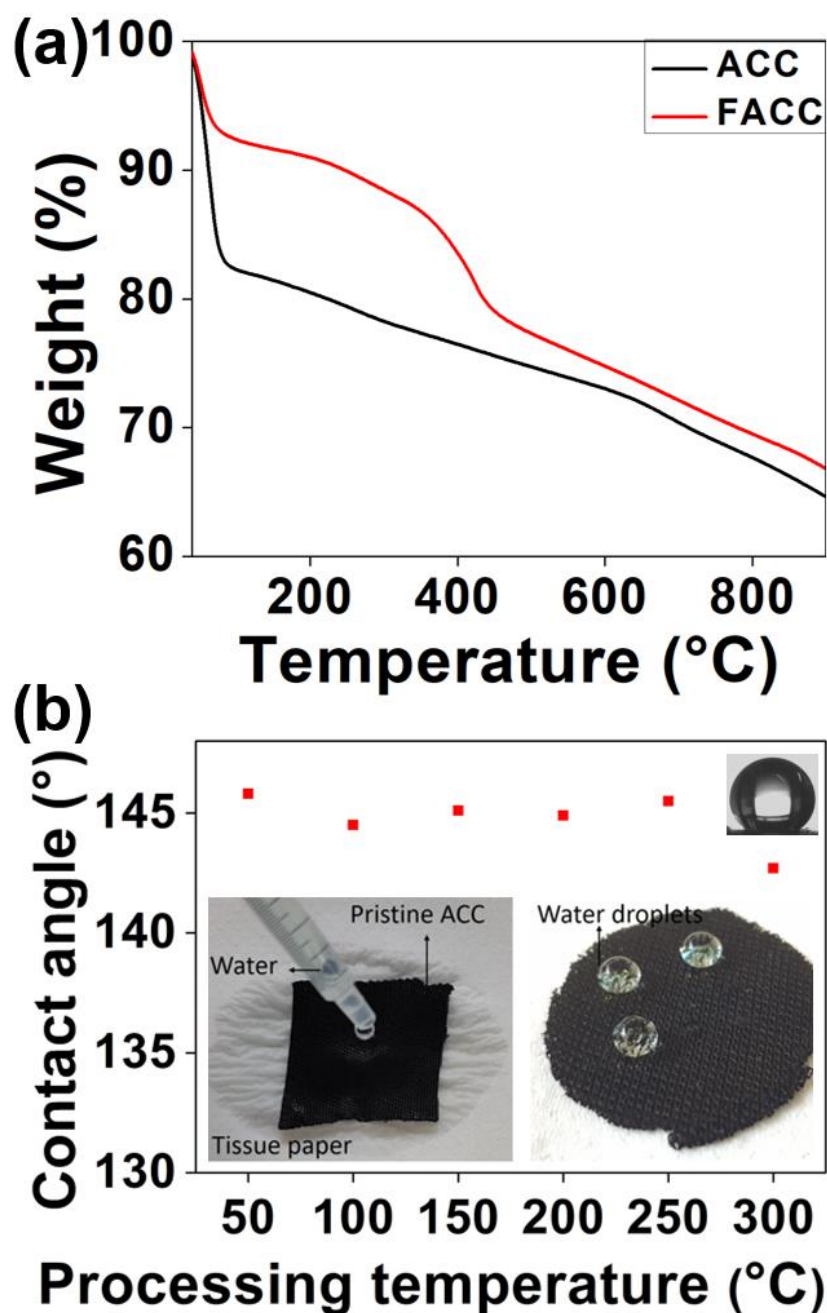 (a)
100
90
80
70
60
Weight (%)
ACC
FACC
200 400 600 800
Temperature (°C)
(b)
145
140
135
130
Contact angle (°)
Pristine ACC
Water
Tissue paper
Water droplets
50 100 150 200 250 300
Processing temperature (°C)